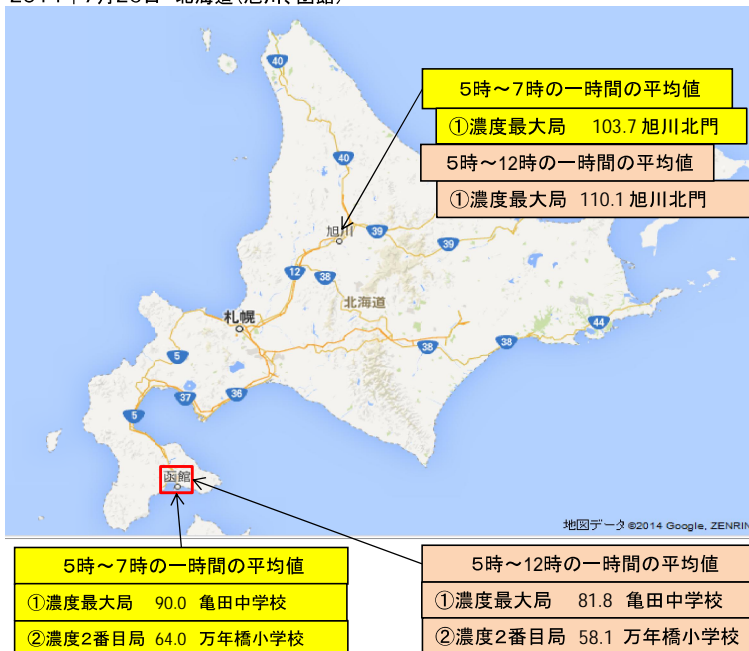 北海道(旭川、函館)
5時～7時の一時間の平均値
①濃度最大局 103.7 旭川北門
5時～12時の一時間の平均値
①濃度最大局 110.1 旭川北門
40
40
旭川
39
39
12
38
北海道
札幌
44
38
38
5
37
36
5
函館
地図データ ©2014 Google, ZENRIN
5時～7時の一時間の平均値
①濃度最大局 90.0 亀田中学校
②濃度2番目局 64.0 万年橋小学校
5時～12時の一時間の平均値
①濃度最大局 81.8 亀田中学校
②濃度2番目局 58.1 万年橋小学校